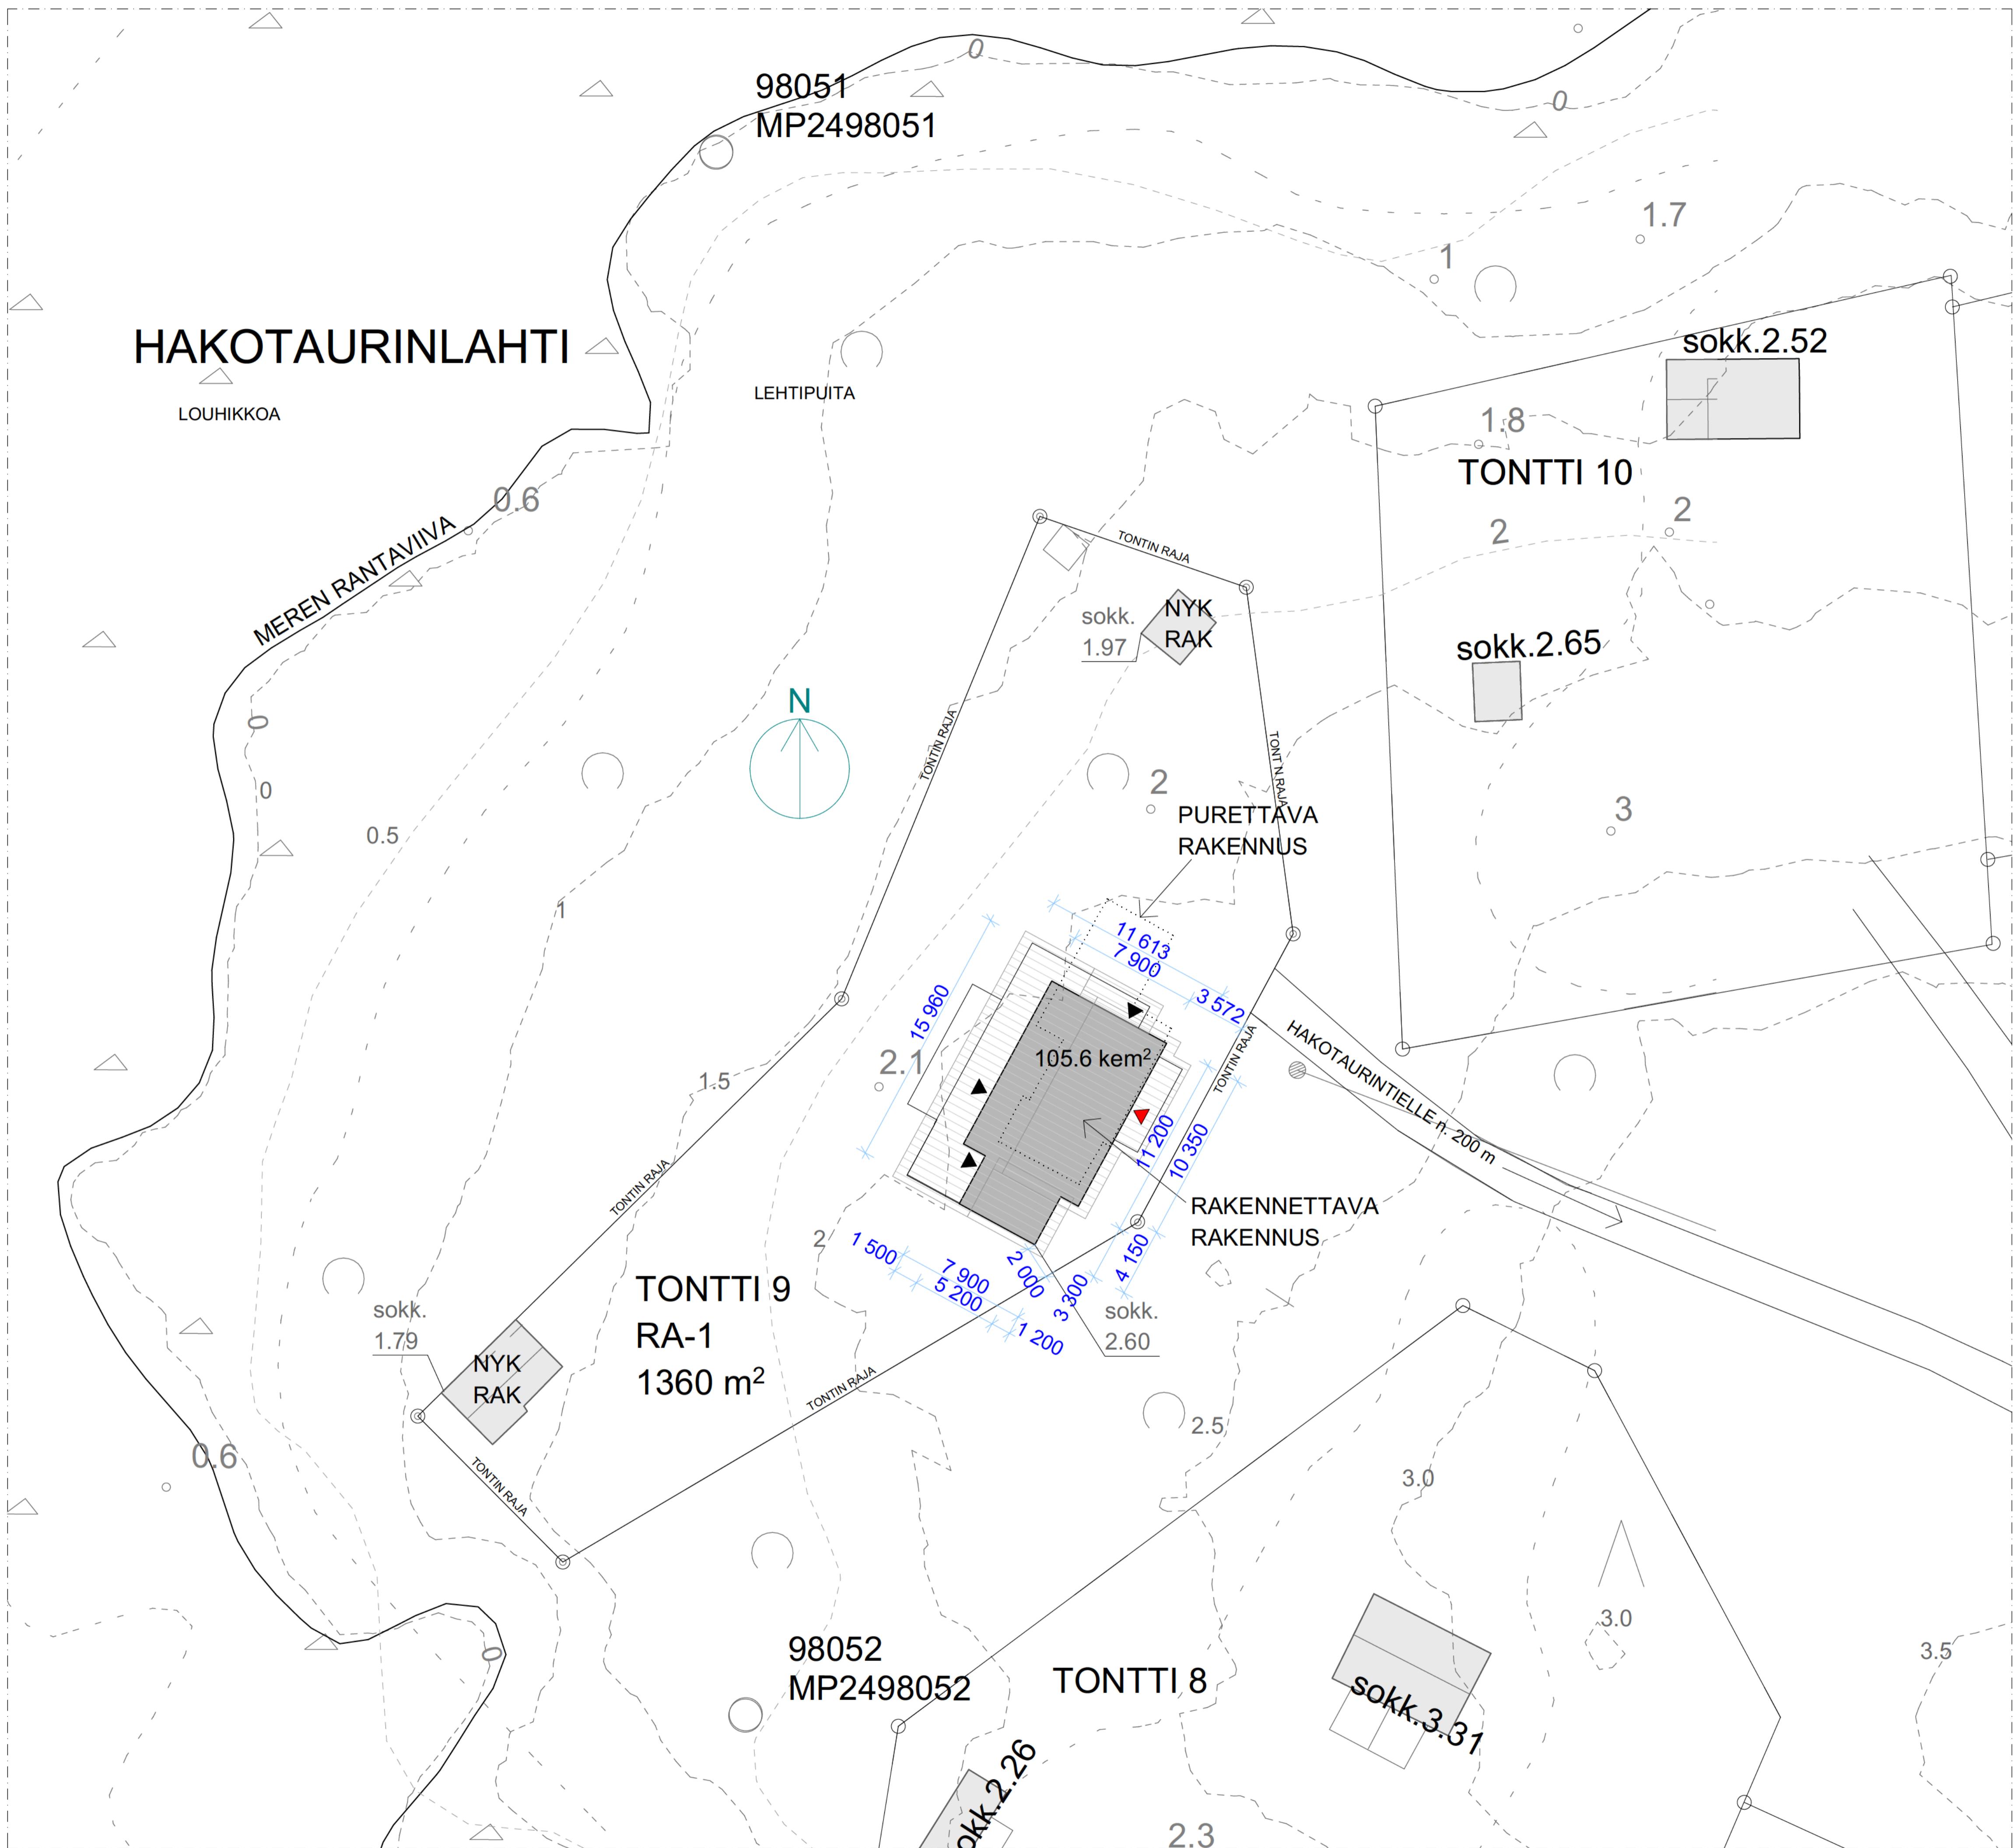 0
98051
MP2498051
0
1.7
1
HAKOTAURINLAHTI
sokk.2.52
LEHTIPUITA
LOUHIKKOA
1.8
TONTTI 10
0.6
2
2
MEREN RANTAVIIVA
TONTIN RAJA
NYK
RAK
sokk.
1.97
sokk.2.65
N
0
TONTIN RAJA
TONT N RAJA
2
0
PURETTAVA
RAKENNUS
3
0.5
1
11 613
7 900
3 572
15 960
HAKOTAURINTIELLE n. 200 m
TONTIN RAJA
105.6 kem²
2.1
1.5
11 200
10 350
TONTIN RAJA
RAKENNETTAVA
RAKENNUS
2
1 500
7 900
5 200
2 000
3 300
4 150
1 200
sokk.
2.60
TONTTI 9
RA-1
1360 m²
sokk.
1.79
NYK
RAK
TONTIN RAJA
2.5
0.6
TONTIN RAJA
3.0
3.0
3.5
0
98052
MP2498052
TONTTI 8
sokk.3.31
okk.2.26
2.3